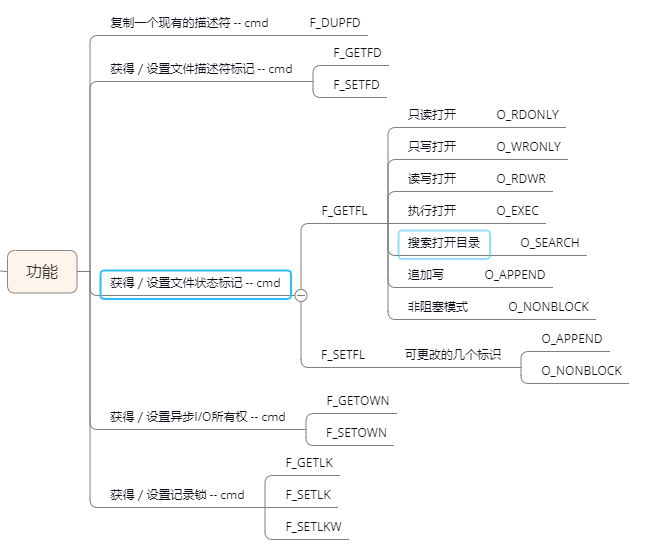 功能
复制一个现有的描述符 -- cmd F_DUPFD
获得 / 设置文件描述符标记 -- cmd
F_GETFD
F_SETFD
获得 / 设置文件状态标记 -- cmd
F_GETFL
只读打开 O_RDONLY
只写打开 O_WRONLY
读写打开 O_RDWR
执行打开 O_EXEC
搜索打开目录 O_SEARCH
追加写 O_APPEND
非阻塞模式 O_NONBLOCK
F_SETFL 可更改的几个标识
O_APPEND
O_NONBLOCK
获得 / 设置异步I/O所有权 -- cmd
F_GETOWN
F_SETOWN
获得 / 设置记录锁 -- cmd
F_GETLK
F_SETLK
F_SETLKW